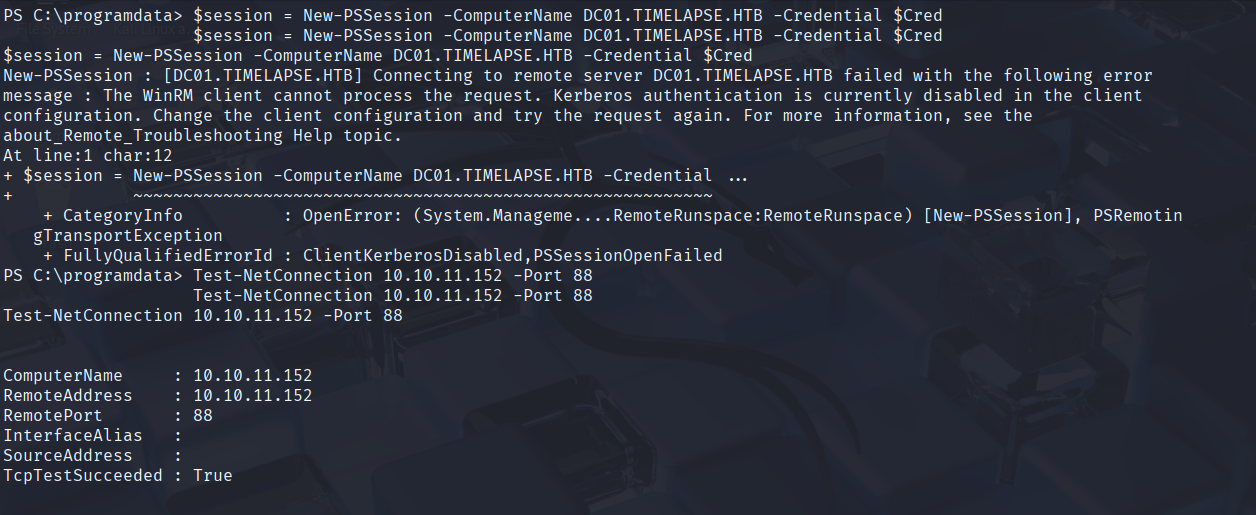 PS C:\programdata> $session = New-PSSession -ComputerName DC01.TIMELAPSE.HTB -Credential $Cred
$session = New-PSSession -ComputerName DC01.TIMELAPSE.HTB -Credential $Cred
$session = New-PSSession -ComputerName DC01.TIMELAPSE.HTB -Credential $Cred
New-PSSession : [DC01.TIMELAPSE.HTB] Connecting to remote server DC01.TIMELAPSE.HTB failed with the following error
message : The WinRM client cannot process the request. Kerberos authentication is currently disabled in the client
configuration. Change the client configuration and try the request again. For more information, see the
about_Remote_Troubleshooting Help topic.
At line:1 char:12
+ $session = New-PSSession -ComputerName DC01.TIMELAPSE.HTB -Credential ...
+            ~~~~~~~~~~~~~~~~~~~~~~~~~~~~~~~~~~~~~~~~~~~~~~~~~~~~~~~~~~
    + CategoryInfo          : OpenError: (System.Manageme....RemoteRunspace:RemoteRunspace) [New-PSSession], PSRemotin
   gTransportException
    + FullyQualifiedErrorId : ClientKerberosDisabled,PSSessionOpenFailed
PS C:\programdata> Test-NetConnection 10.10.11.152 -Port 88
Test-NetConnection 10.10.11.152 -Port 88
Test-NetConnection 10.10.11.152 -Port 88
ComputerName     : 10.10.11.152
RemoteAddress    : 10.10.11.152
RemotePort       : 88
InterfaceAlias   :
SourceAddress    :
TcpTestSucceeded : True